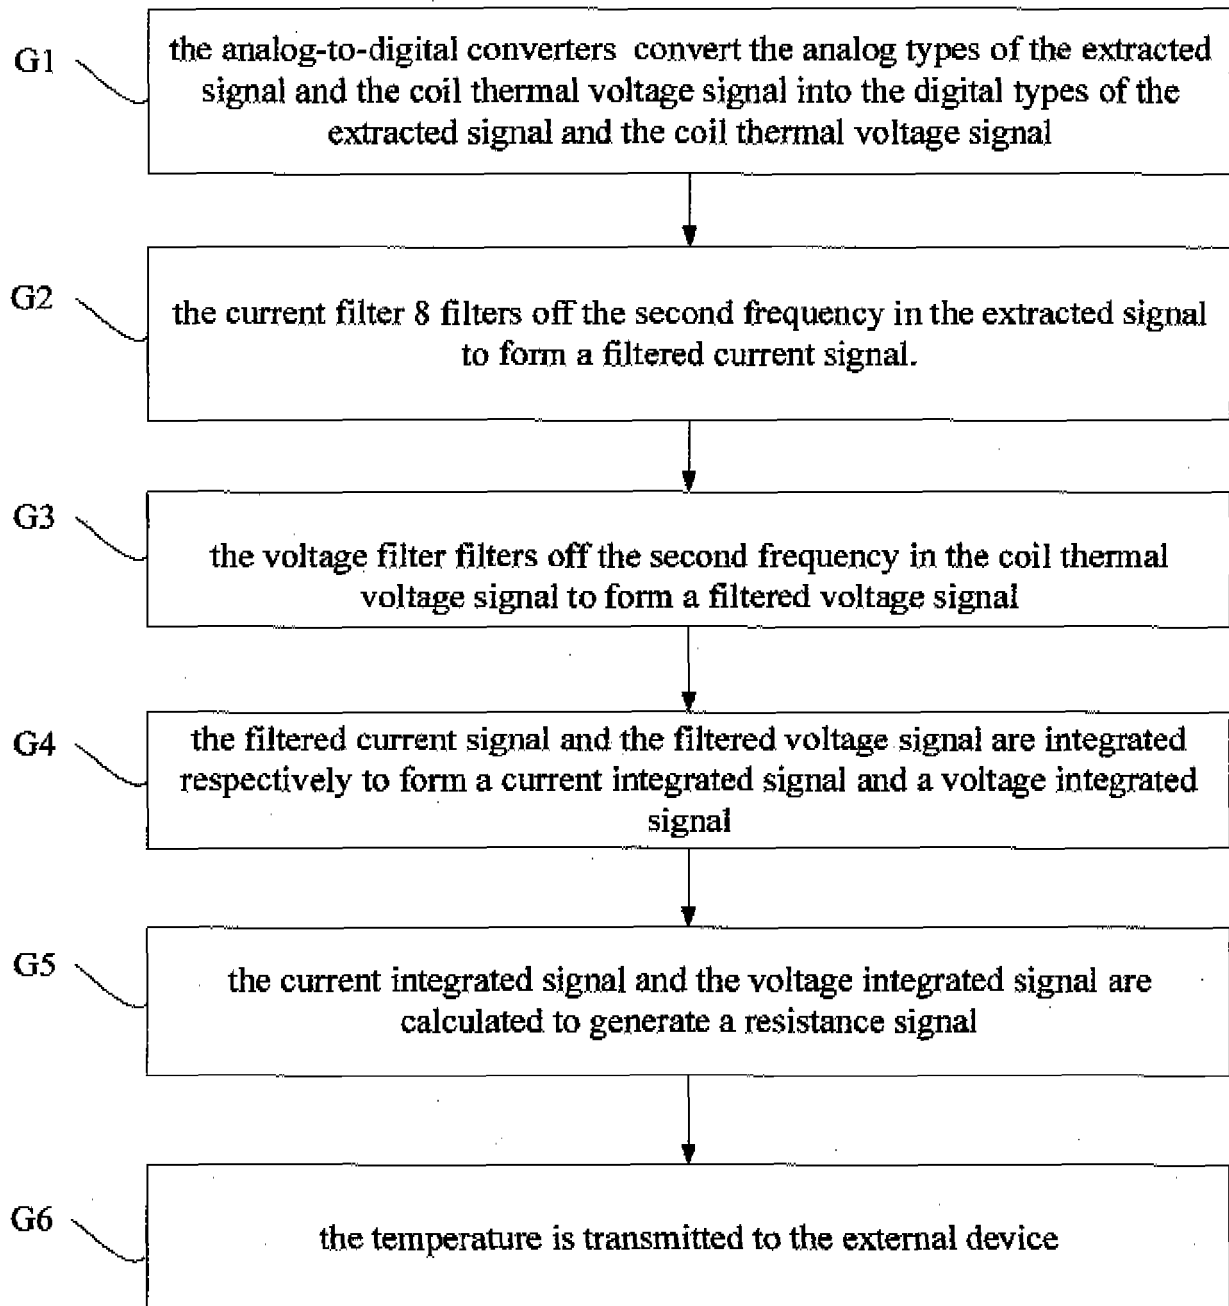 G1
the analog-to-digital converters convert the analog types of the extracted
signal and the coil thermal voltage signal into the digital types of the
extracted signal and the coil thermal voltage signal
G2
the current filter 8 filters off the second frequency in the extracted signal
to form a filtered current signal.
G3
the voltage filter filters off the second frequency in the coil thermal
voltage signal to form a filtered voltage signal
G4
the filtered current signal and the filtered voltage signal are integrated
respectively to form a current integrated signal and a voltage integrated
signal
G5
the current integrated signal and the voltage integrated signal are
calculated to generate a resistance signal
G6
the temperature is transmitted to the external device